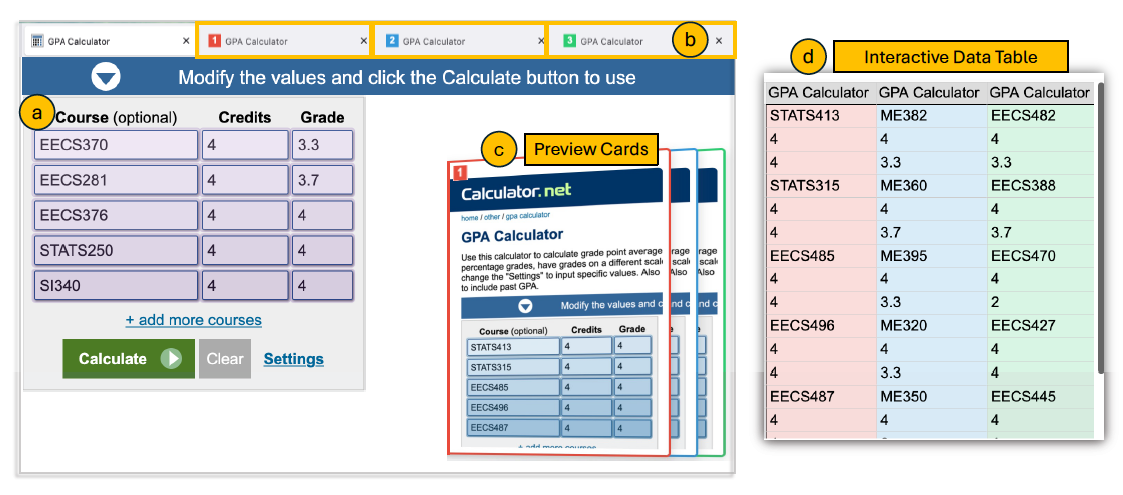 GPA Calculator ×
1 GPA Calculator ×
2 GPA Calculator ×
3 GPA Calculator ×
b
Modify the values and click the Calculate button to use
a
Course (optional) Credits Grade
EECS370 4 3.3
EECS281 4 3.7
EECS376 4 4
STATS250 4 4
SI340 4 4
+ add more courses
Calculate Clear Settings
c Preview Cards
1
Calculator.net
home / other / gpa calculator
GPA Calculator
Use this calculator to calculate grade point average rage rage
percentage grades, have grades on a different scal scal scale
change the "Settings" to input specific values. Also Also Also
to include past GPA.
Modify the values and c nd c nd c
Course (optional) Credits Grade
STATS413 4 4
STATS315 4 4
EECS485 4 4
EECS496 4 4
EECS487 4 4
+ add more courses
d Interactive Data Table
GPA Calculator GPA Calculator GPA Calculator
STATS413 ME382 EECS482
4 4 4
4 3.3 3.3
STATS315 ME360 EECS388
4 4 4
4 3.7 3.7
EECS485 ME395 EECS470
4 4 4
4 3.3 2
EECS496 ME320 EECS427
4 4 4
4 3.3 4
EECS487 ME350 EECS445
4 4 4